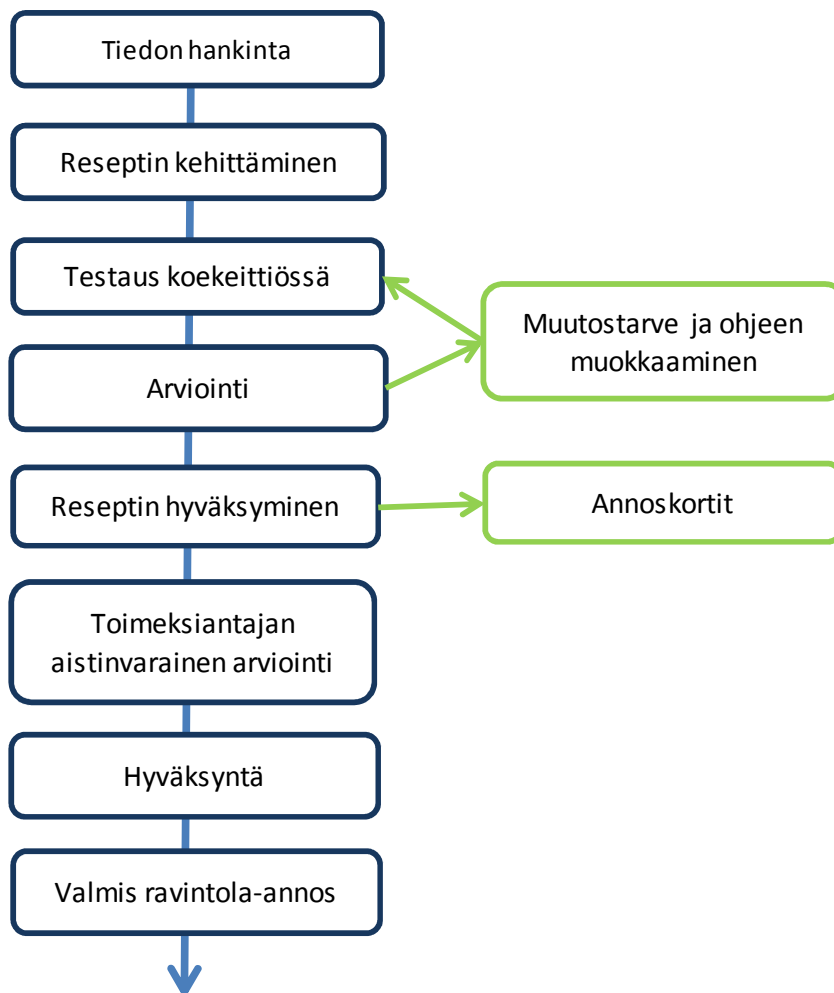 Tiedon hankinta
Reseptin kehittäminen
Testaus koekeittiössä
Muutostarve ja ohjeen
muokkaaminen
Arviointi
Reseptin hyväksyminen
Annoskortit
Toimeksiantajan
aistinvarainen arviointi
Hyväksyntä
Valmis ravintola-annos